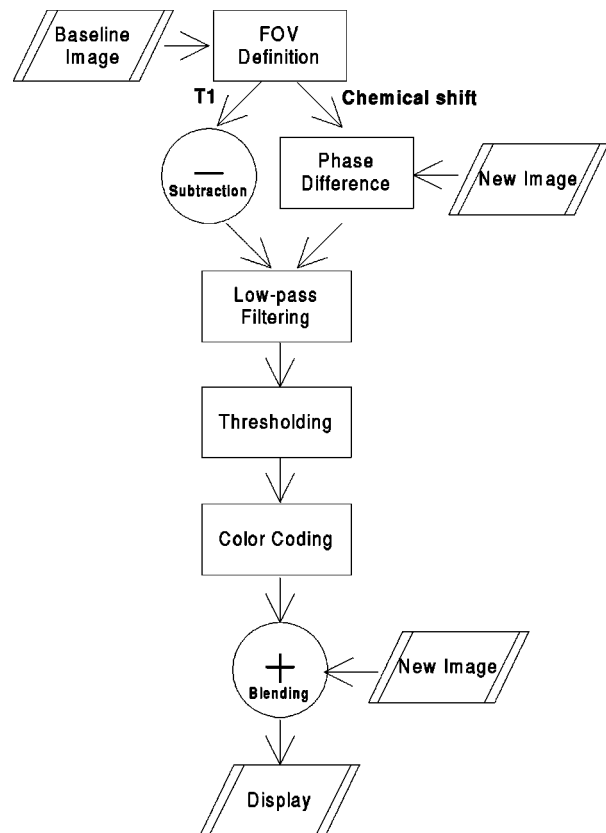 Baseline
Image
FOV
Definition
T1
Chemical shift
Subtraction
Phase
Difference
New Image
Low-pass
Filtering
Thresholding
Color Coding
Blending
New Image
Display